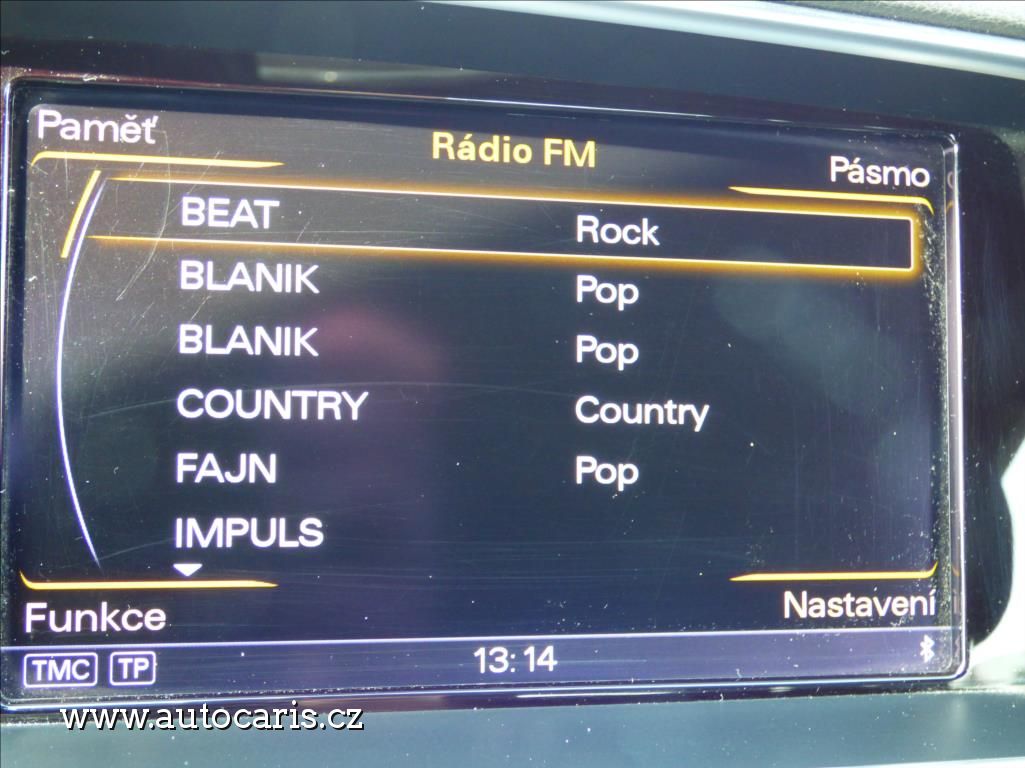 Paměť
Rádio FM
Pásmo
BEAT Rock
BLANIK Pop
BLANIK Pop
COUNTRY Country
FAJN Pop
IMPULS
Funkce
Nastavení
TMC TP 13:14
www.autocaris.cz